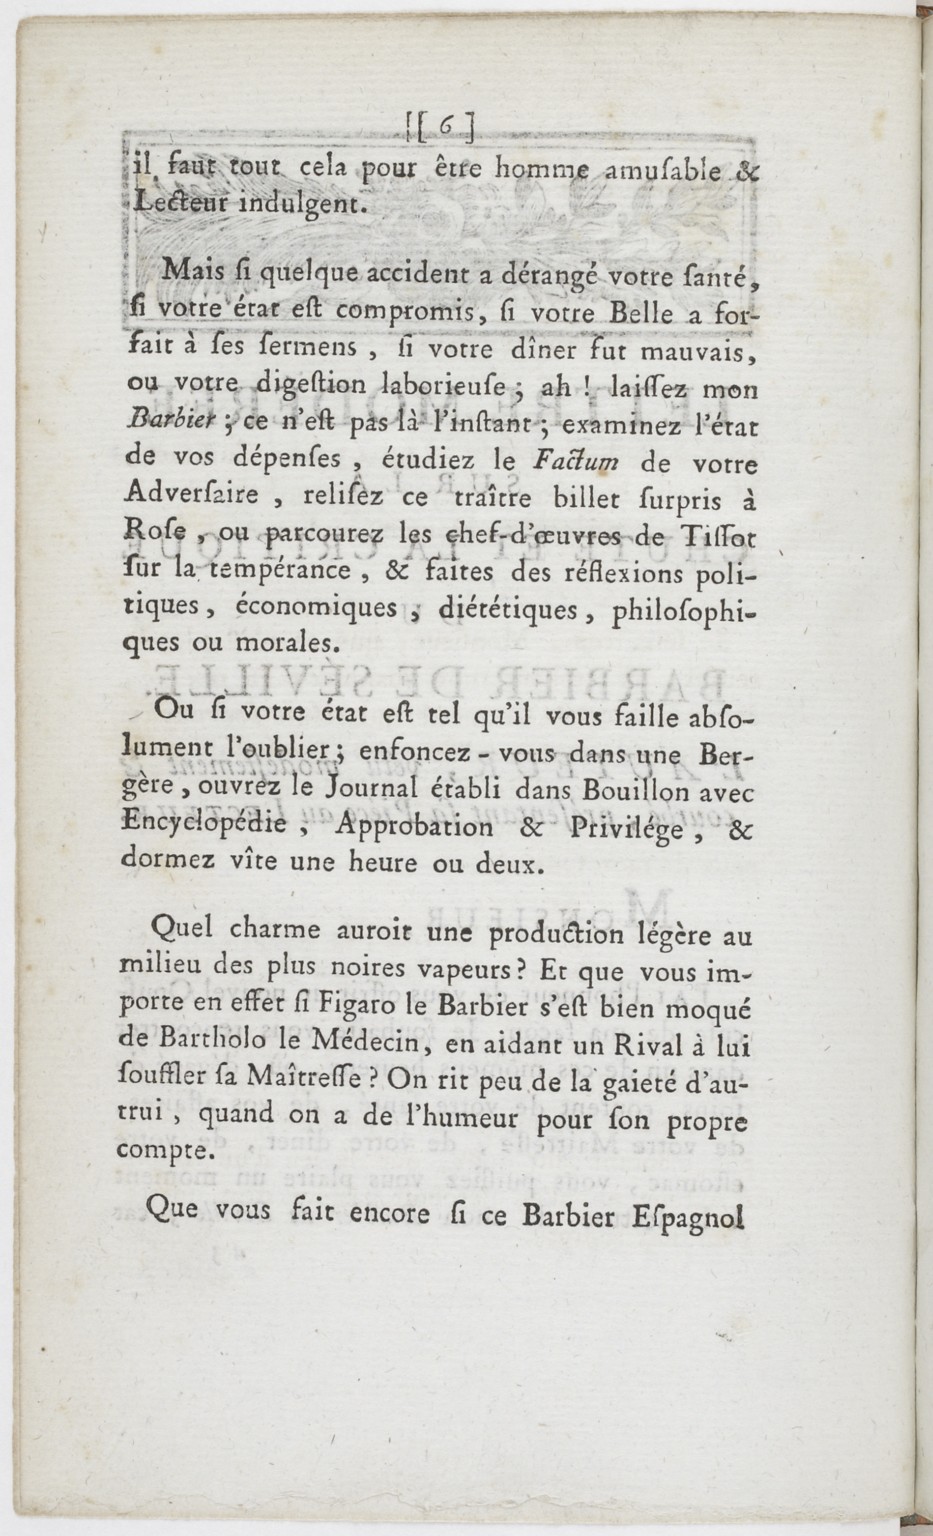 [[ 6 ]
il faut tout cela pour être homme amuſable &
Lecteur indulgent.
Mais ſi quelque accident a dérangé votre ſanté,
ſi votre état eſt compromis, ſi votre Belle a for-
fait à ſes ſermens , ſi votre dîner fut mauvais,
ou votre digeſtion laborieuſe ; ah ! laiſſez mon
Barbier ; ce n'eſt pas là l'inſtant ; examinez l'état
de vos dépenſes , étudiez le Factum de votre
Adverſaire , reliſez ce traître billet ſurpris à
Roſe , ou parcourez les chef-d'œuvres de Tiſſot
ſur la tempérance , & faites des réflexions poli-
tiques , économiques , diététiques , philoſophi-
ques ou morales.
Ou ſi votre état eſt tel qu'il vous faille abſo-
lument l'oublier ; enfoncez-vous dans une Ber-
gère , ouvrez le Journal établi dans Bouillon avec
Encyclopédie , Approbation & Privilége , &
dormez vîte une heure ou deux.
Quel charme auroit une production légère au
milieu des plus noires vapeurs ? Et que vous im-
porte en effet ſi Figaro le Barbier s'eſt bien moqué
de Bartholo le Médecin, en aidant un Rival à lui
ſouffler ſa Maîtreſſe ? On rit peu de la gaieté d'au-
trui , quand on a de l'humeur pour ſon propre
compte.
Que vous fait encore ſi ce Barbier Eſpagnol